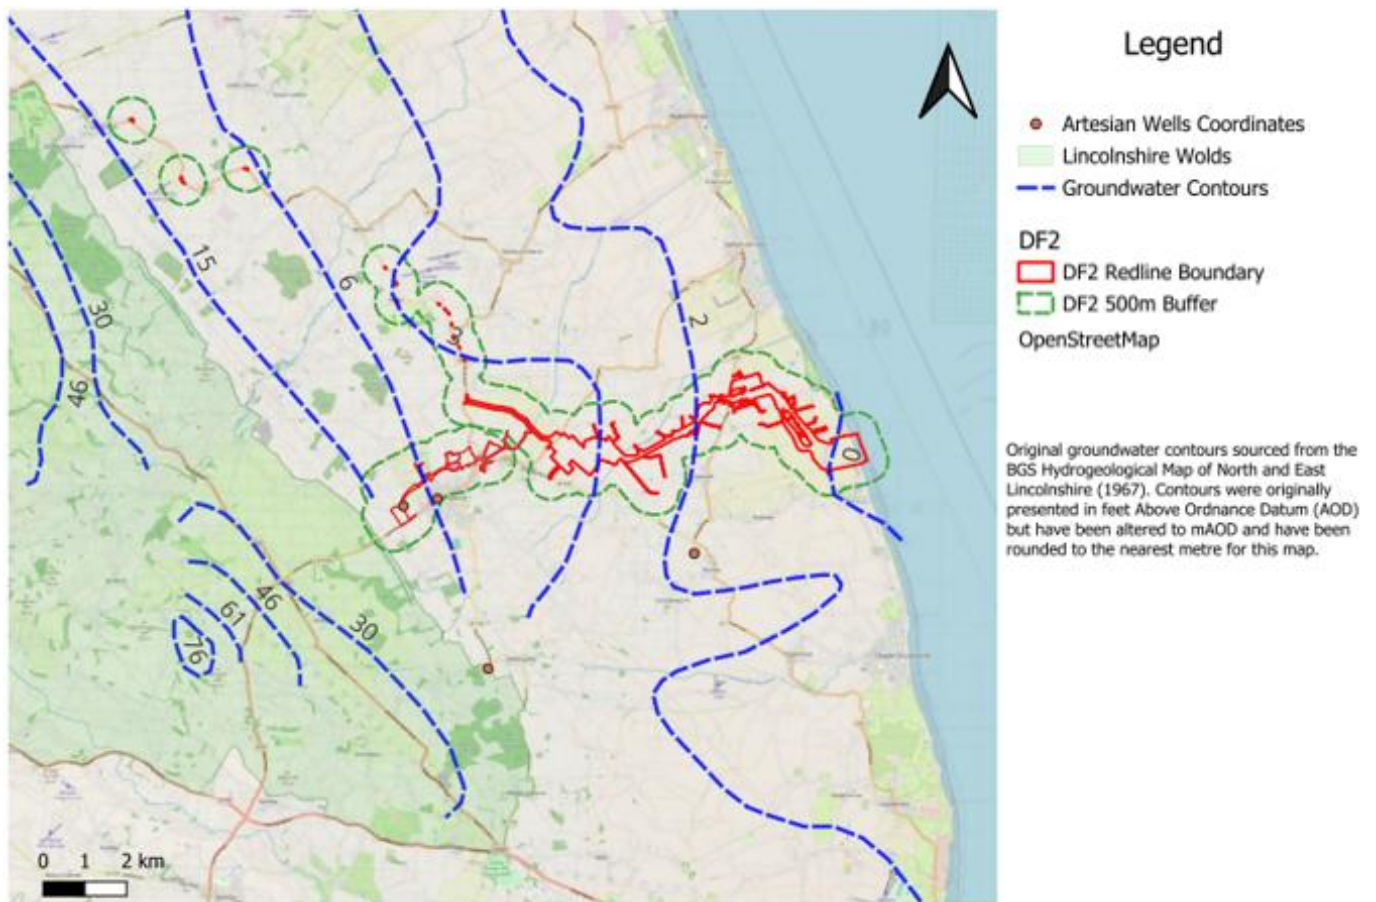 Legend
Artesian Wells Coordinates
Lincolnshire Wolds
Groundwater Contours
DF2
DF2 Redline Boundary
DF2 500m Buffer
OpenStreetMap
Original groundwater contours sourced from the
BGS Hydrogeological Map of North and East
Lincolnshire (1967). Contours were originally
presented in feet Above Ordnance Datum (AOD)
but have been altered to mAOD and have been
rounded to the nearest metre for this map.
15
6
30
46
3
2
0
46
61
30
76
0 1 2 km